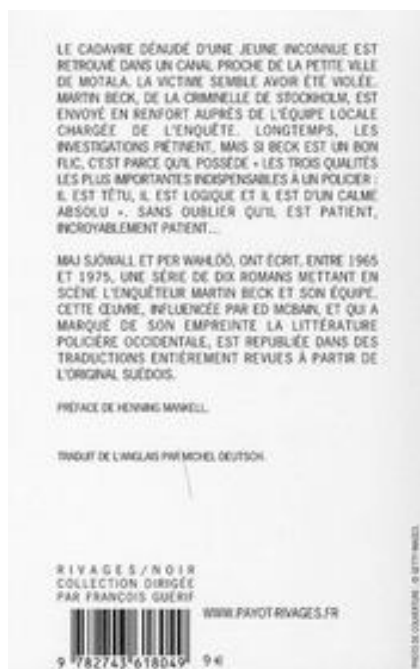 LE CADAVRE DÉNUDÉ D'UNE JEUNE INCONNUE EST
RETROUVÉ DANS UN CANAL PROCHE DE LA PETITE VILLE
DE MOTALA. LA VICTIME SEMBLE AVOIR ÉTÉ VIOLÉE.
MARTIN BECK, DE LA CRIMINELLE DE STOCKHOLM, EST
ENVOYÉ EN RENFORT AUPRÈS DE L'ÉQUIPE LOCALE
CHARGÉE DE L'ENQUÊTE. LONGTEMPS, LES
INVESTIGATIONS PIÉTINENT, MAIS SI BECK EST UN BON
FLIC, C'EST PARCE QU'IL POSSÈDE « LES TROIS QUALITÉS
LES PLUS IMPORTANTES INDISPENSABLES À UN POLICIER :
IL EST TÊTU, IL EST LOGIQUE ET IL EST D'UN CALME
ABSOLU ». SANS OUBLIER QU'IL EST PATIENT,
INCROYABLEMENT PATIENT...
MAJ SJÖWALL ET PER WAHLÖÖ, ONT ÉCRIT, ENTRE 1965
ET 1975, UNE SÉRIE DE DIX ROMANS METTANT EN
SCÈNE L'ENQUÊTEUR MARTIN BECK ET SON ÉQUIPE.
CETTE ŒUVRE, INFLUENCÉE PAR ED MCBAIN, ET QUI A
MARQUÉ DE SON EMPREINTE LA LITTÉRATURE
POLICIÈRE OCCIDENTALE, EST REPUBLIÉE DANS DES
TRADUCTIONS ENTIÈREMENT REVUES À PARTIR DE
L'ORIGINAL SUÉDOIS.
PRÉFACE DE HENNING MANKELL.
TRADUIT DE L'ANGLAIS PAR MICHEL DEUTSCH.
RIVAGES/NOIR
COLLECTION DIRIGÉE
PAR FRANÇOIS GUÉRIF
WWW.PAYOT-RIVAGES.FR
9 782743 618049 9 €
PHOTO DE COUVERTURE : © GETTY IMAGES